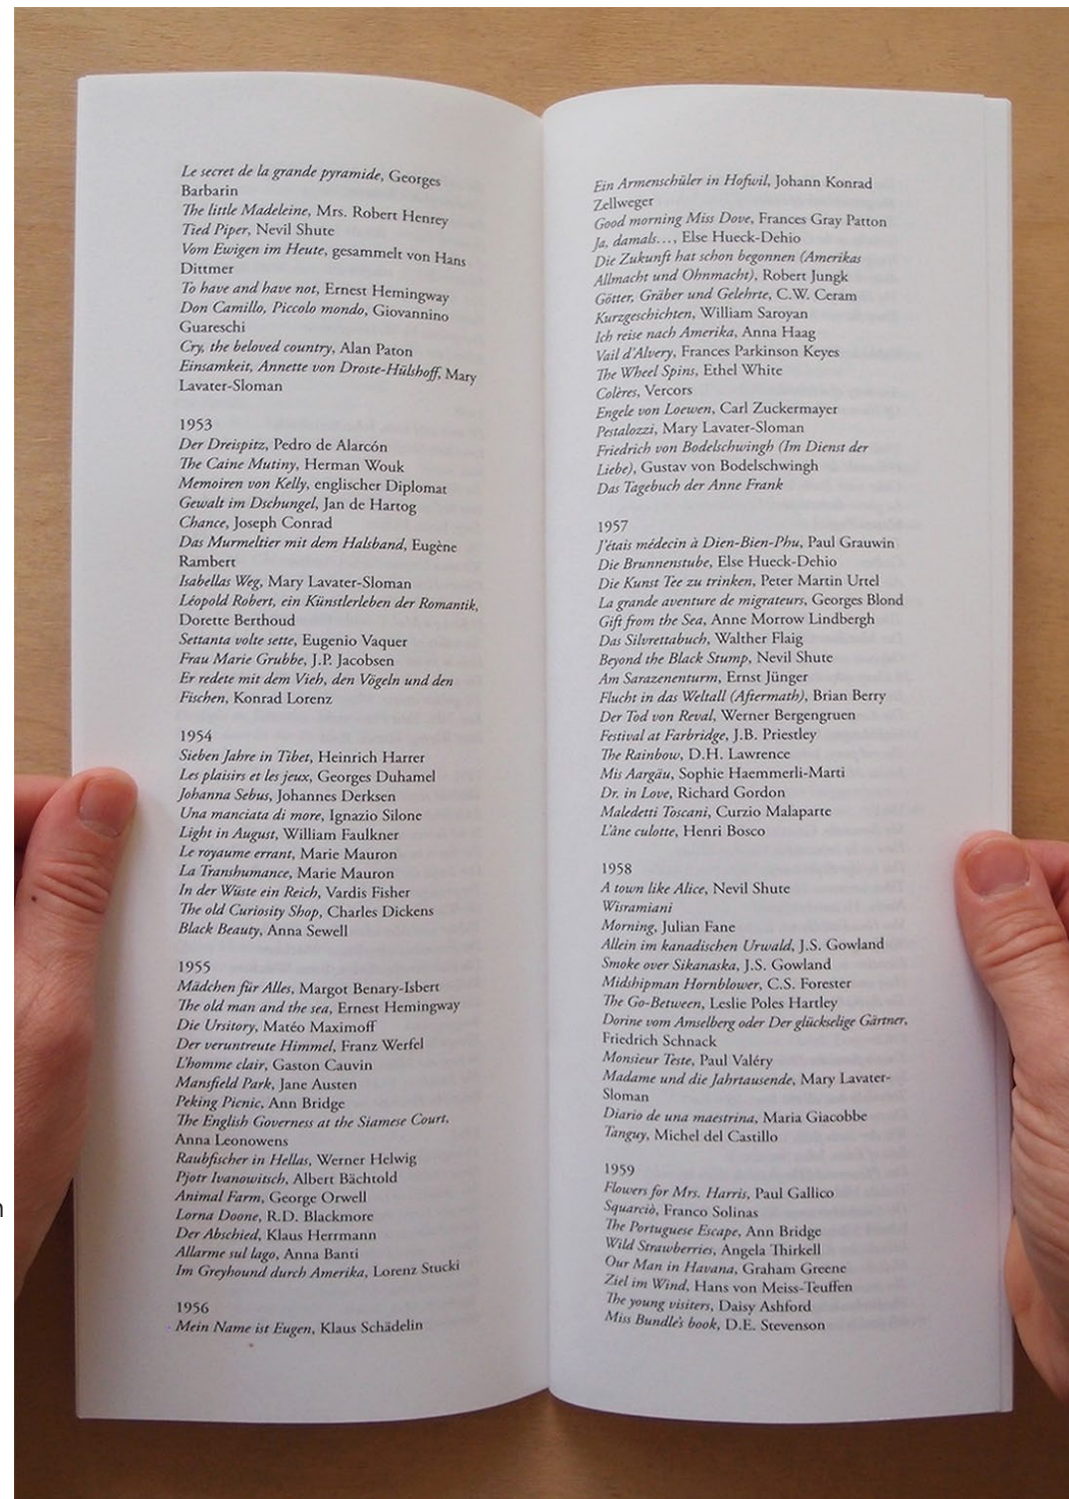 Le secret de la grande pyramide, Georges
Barbarin
The little Madeleine, Mrs. Robert Henrey
Tied Piper, Nevil Shute
Vom Ewigen im Heute, gesammelt von Hans
Dittmer
To have and have not, Ernest Hemingway
Don Camillo, Piccolo mondo, Giovannino
Guareschi
Cry, the beloved country, Alan Paton
Einsamkeit, Annette von Droste-Hülshoff, Mary
Lavater-Sloman
1953
Der Dreispitz, Pedro de Alarcón
The Caine Mutiny, Herman Wouk
Memoiren von Kelly, englischer Diplomat
Gewalt im Dschungel, Jan de Hartog
Chance, Joseph Conrad
Das Murmeltier mit dem Halsband, Eugène
Rambert
Isabellas Weg, Mary Lavater-Sloman
Léopold Robert, ein Künstlerleben der Romantik,
Dorette Berthoud
Settanta volte sette, Eugenio Vaquer
Frau Marie Grubbe, J.P. Jacobsen
Er redete mit dem Vieh, den Vögeln und den
Fischen, Konrad Lorenz
1954
Sieben Jahre in Tibet, Heinrich Harrer
Les plaisirs et les jeux, Georges Duhamel
Johanna Sebus, Johannes Derksen
Una manciata di more, Ignazio Silone
Light in August, William Faulkner
Le royaume errant, Marie Mauron
La Transhumance, Marie Mauron
In der Wüste ein Reich, Vardis Fisher
The old Curiosity Shop, Charles Dickens
Black Beauty, Anna Sewell
1955
Mädchen für Alles, Margot Benary-Isbert
The old man and the sea, Ernest Hemingway
Die Ursitory, Matéo Maximoff
Der veruntreute Himmel, Franz Werfel
L'homme clair, Gaston Cauvin
Mansfield Park, Jane Austen
Peking Picnic, Ann Bridge
The English Governess at the Siamese Court,
Anna Leonowens
Raubfischer in Hellas, Werner Helwig
Pjotr Ivanowitsch, Albert Bächtold
Animal Farm, George Orwell
Lorna Doone, R.D. Blackmore
Der Abschied, Klaus Herrmann
Allarme sul lago, Anna Banti
Im Greyhound durch Amerika, Lorenz Stucki
1956
Mein Name ist Eugen, Klaus Schädelin
Ein Armenschüler in Hofwil, Johann Konrad
Zellweger
Good morning Miss Dove, Frances Gray Patton
Ja, damals…, Else Hueck-Dehio
Die Zukunft hat schon begonnen (Amerikas
Allmacht und Ohnmacht), Robert Jungk
Götter, Gräber und Gelehrte, C.W. Ceram
Kurzgeschichten, William Saroyan
Ich reise nach Amerika, Anna Haag
Vail d'Alvery, Frances Parkinson Keyes
The Wheel Spins, Ethel White
Colères, Vercors
Engele von Loewen, Carl Zuckermayer
Pestalozzi, Mary Lavater-Sloman
Friedrich von Bodelschwingh (Im Dienst der
Liebe), Gustav von Bodelschwingh
Das Tagebuch der Anne Frank
1957
J'étais médecin à Dien-Bien-Phu, Paul Grauwin
Die Brunnenstube, Else Hueck-Dehio
Die Kunst Tee zu trinken, Peter Martin Urtel
La grande aventure de migrateurs, Georges Blond
Gift from the Sea, Anne Morrow Lindbergh
Das Silvrettabuch, Walther Flaig
Beyond the Black Stump, Nevil Shute
Am Sarazenenturm, Ernst Jünger
Flucht in das Weltall (Aftermath), Brian Berry
Der Tod von Reval, Werner Bergengruen
Festival at Farbridge, J.B. Priestley
The Rainbow, D.H. Lawrence
Mis Aargäu, Sophie Haemmerli-Marti
Dr. in Love, Richard Gordon
Maledetti Toscani, Curzio Malaparte
L'âne culotte, Henri Bosco
1958
A town like Alice, Nevil Shute
Wisramiani
Morning, Julian Fane
Allein im kanadischen Urwald, J.S. Gowland
Smoke over Sikanaska, J.S. Gowland
Midshipman Hornblower, C.S. Forester
The Go-Between, Leslie Poles Hartley
Dorine vom Amselberg oder Der glückselige Gärtner,
Friedrich Schnack
Monsieur Teste, Paul Valéry
Madame und die Jahrtausende, Mary Lavater-
Sloman
Diario de una maestrina, Maria Giacobbe
Tanguy, Michel del Castillo
1959
Flowers for Mrs. Harris, Paul Gallico
Squarciò, Franco Solinas
The Portuguese Escape, Ann Bridge
Wild Strawberries, Angela Thirkell
Our Man in Havana, Graham Greene
Ziel im Wind, Hans von Meiss-Teuffen
The young visiters, Daisy Ashford
Miss Bundle's book, D.E. Stevenson